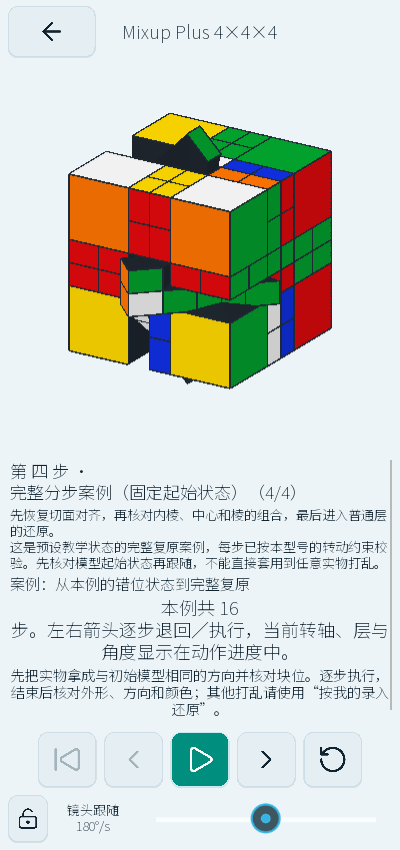 Mixup Plus 4×4×4
第四步·
完整分步案例（固定起始状态）（4/4）
先恢复切面对齐，再核对内棱、中心和棱的组合，最后进入普通层
的还原。
这是预设教学状态的完整复原案例，每步已按本型号的转动约束校
验。先核对模型起始状态再跟随，不能直接套用到任意实物打乱。
案例：从本例的错位状态到完整复原
本例共 16
步。左右箭头逐步退回／执行，当前转轴、层与
角度显示在动作进度中。
先把实物拿成与初始模型相同的方向并核对块位。逐步执行，
结束后核对外形、方向和颜色；其他打乱请使用“按我的录入
还原”。
镜头跟随
180°/s